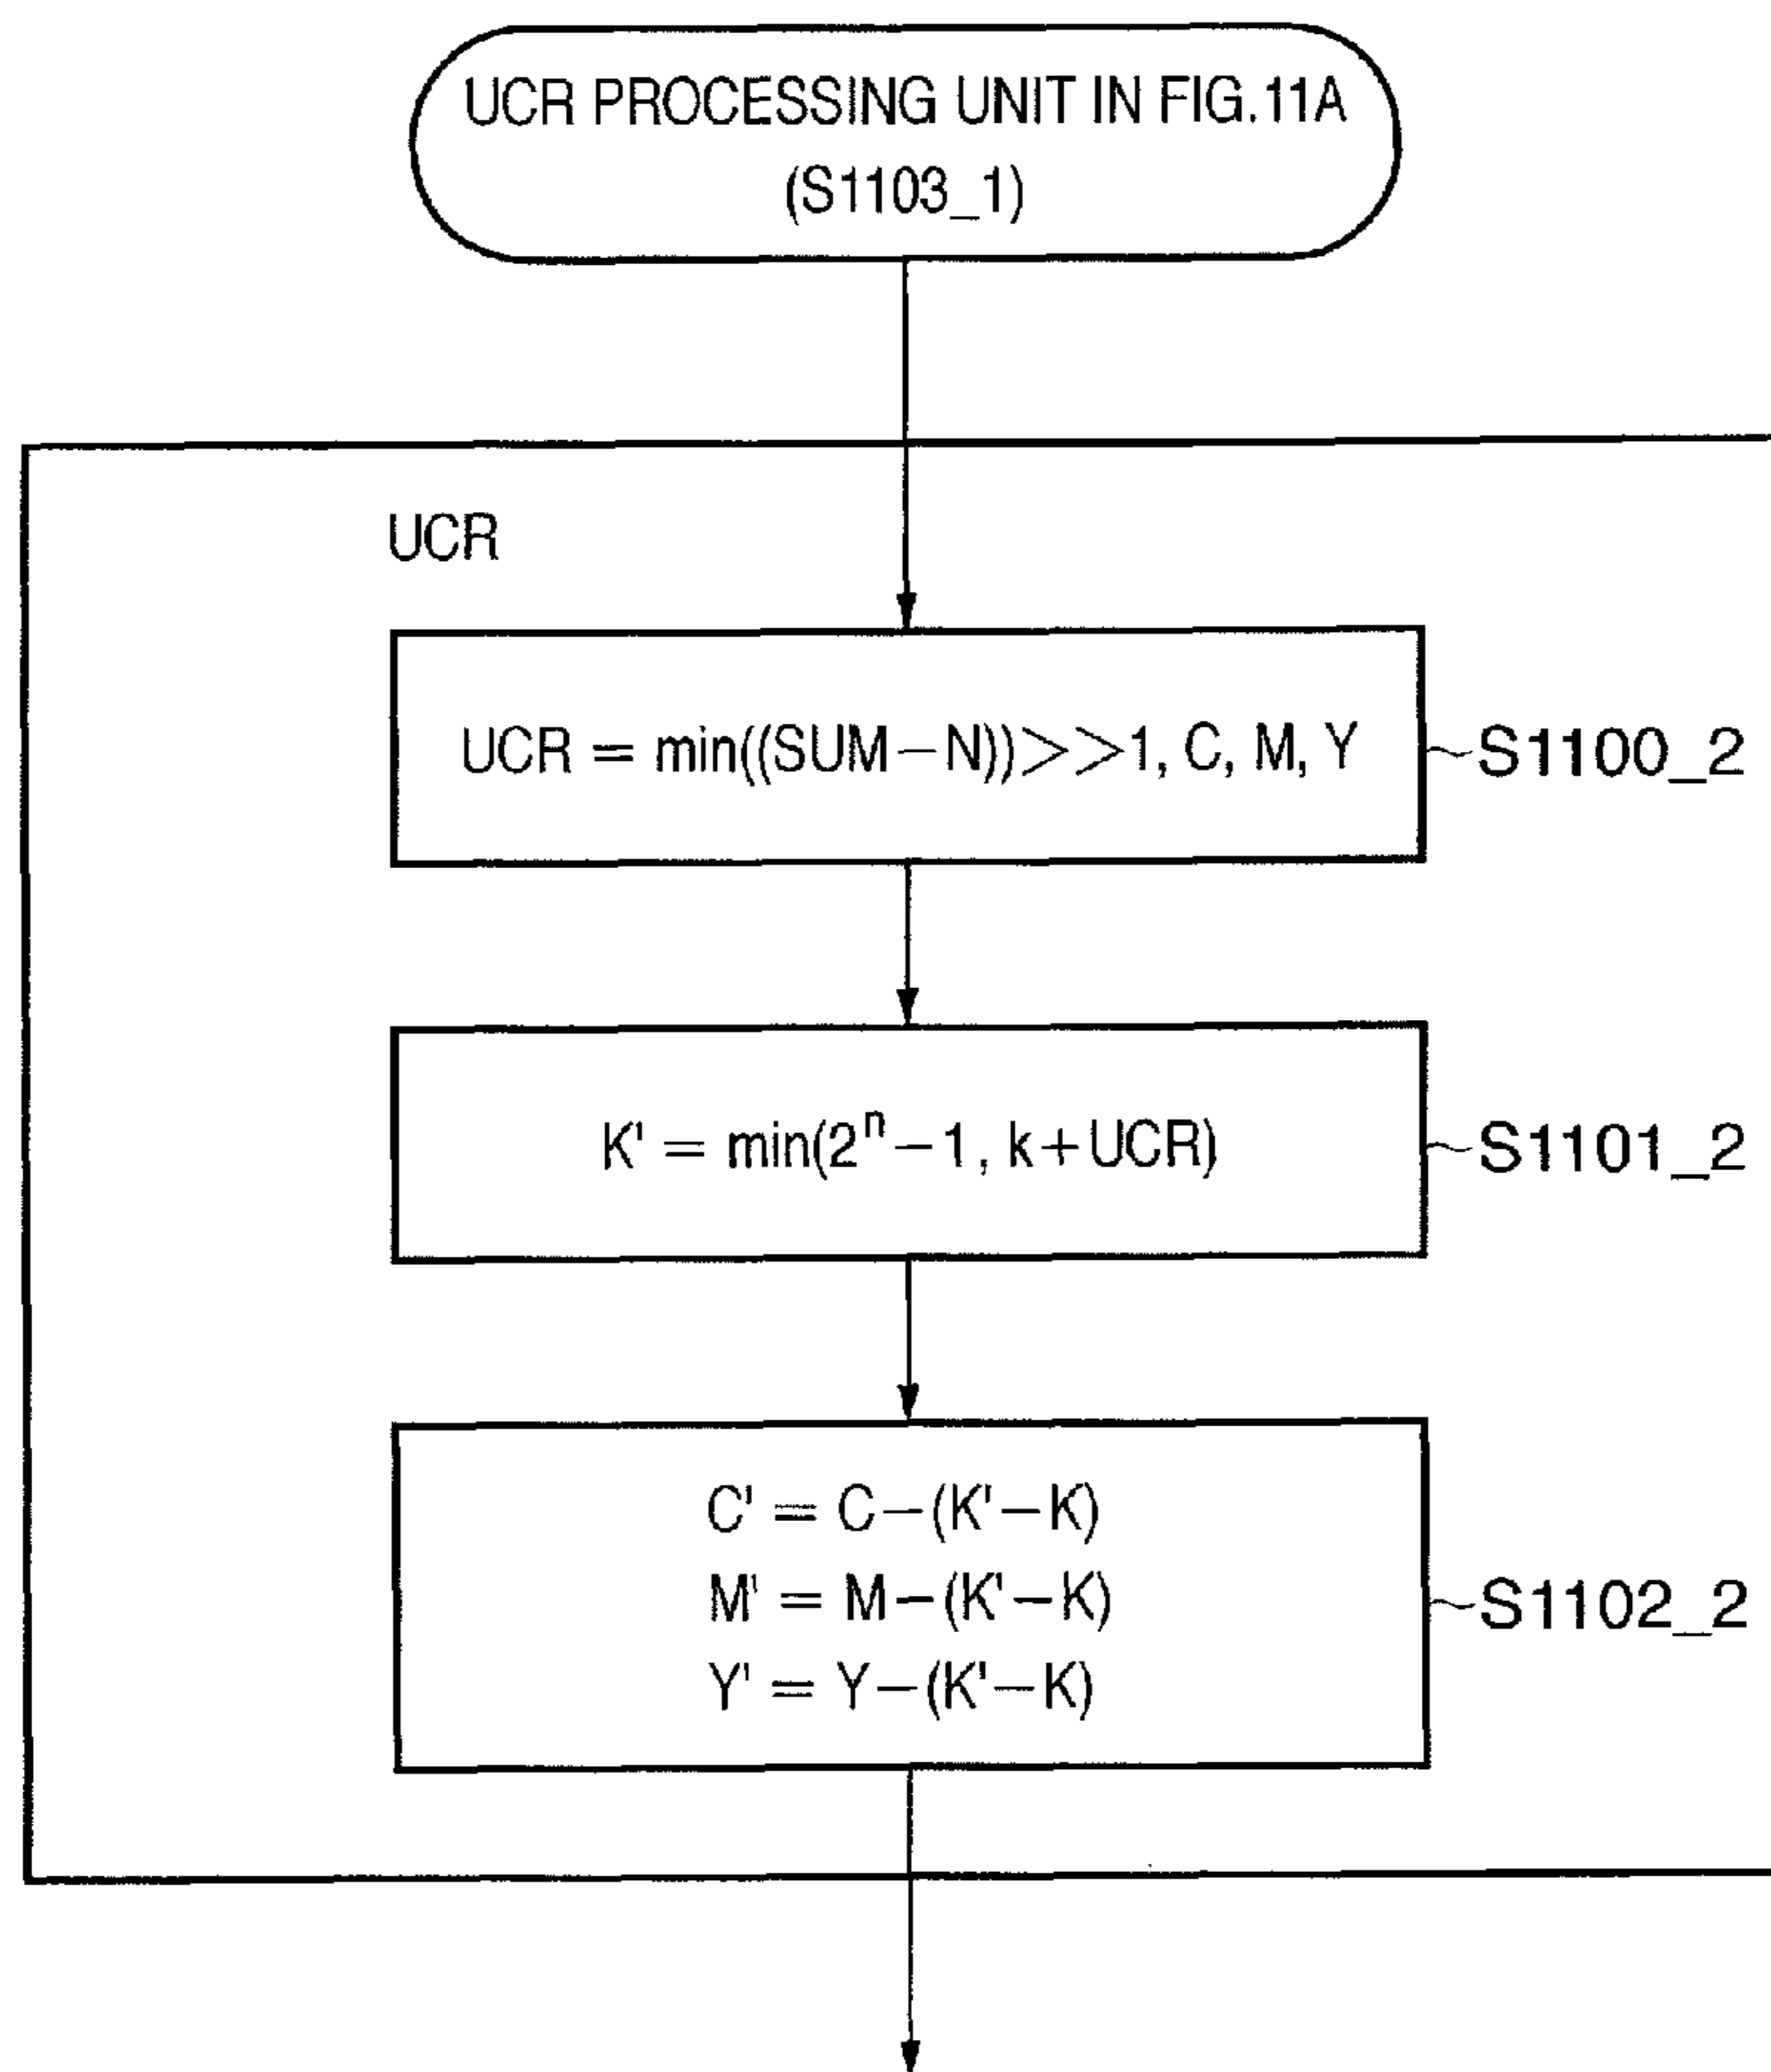 UCR PROCESSING UNIT IN FIG.11A
(S1103_1)
UCR
UCR = min((SUM−N))>>1, C, M, Y
S1100_2
K' = min(2ⁿ−1, k+UCR)
S1101_2
C' = C−(K'−K)
M' = M−(K'−K)
Y' = Y−(K'−K)
S1102_2